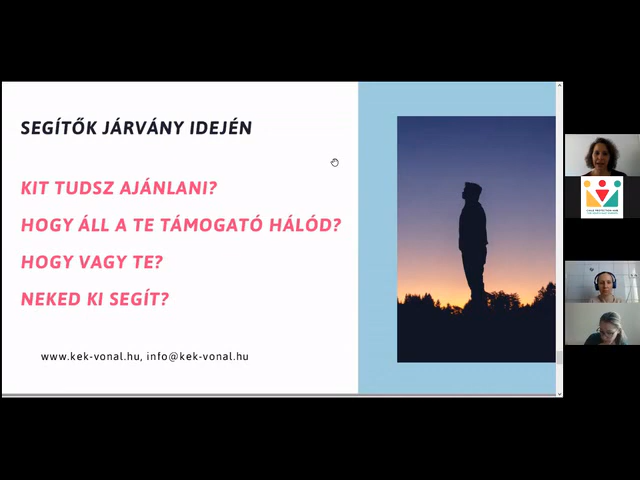 SEGÍTŐK JÁRVÁNY IDEJÉN
KIT TUDSZ AJÁNLANI?
HOGY ÁLL A TE TÁMOGATÓ HÁLÓD?
HOGY VAGY TE?
NEKED KI SEGÍT?
www.kek-vonal.hu, info@kek-vonal.hu